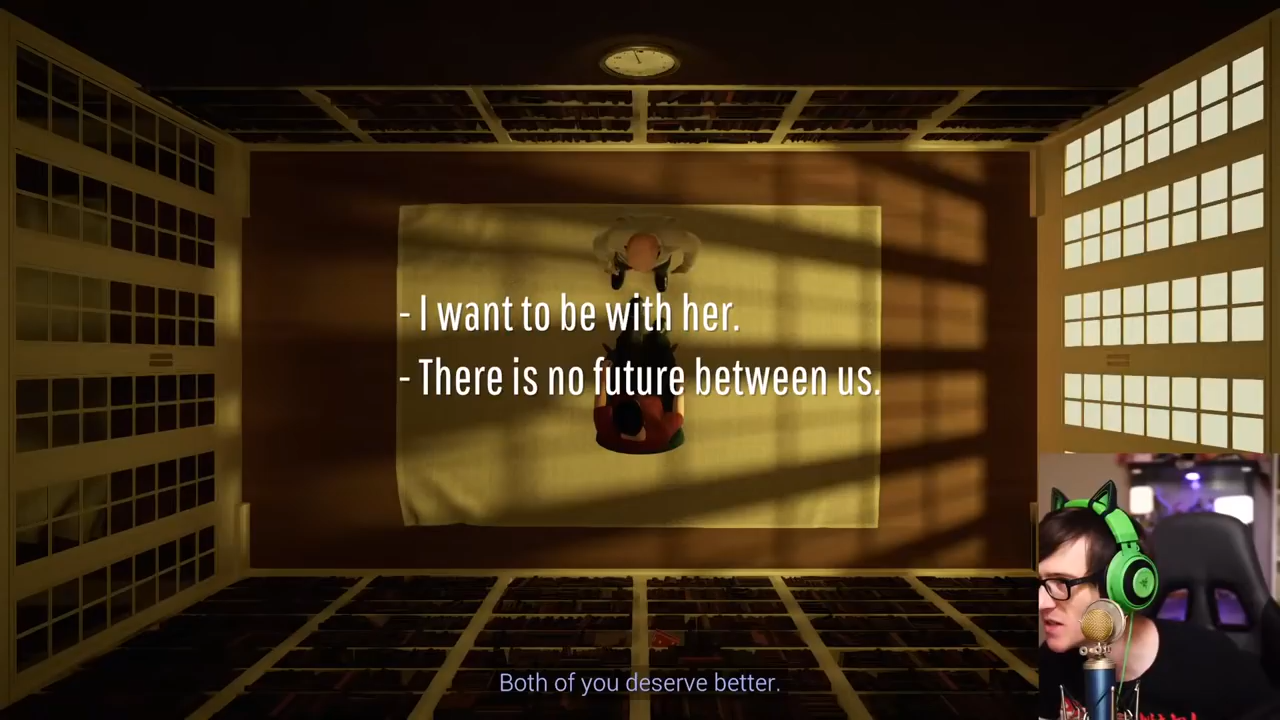 - I want to be with her.
- There is no future between us.
Both of you deserve better.